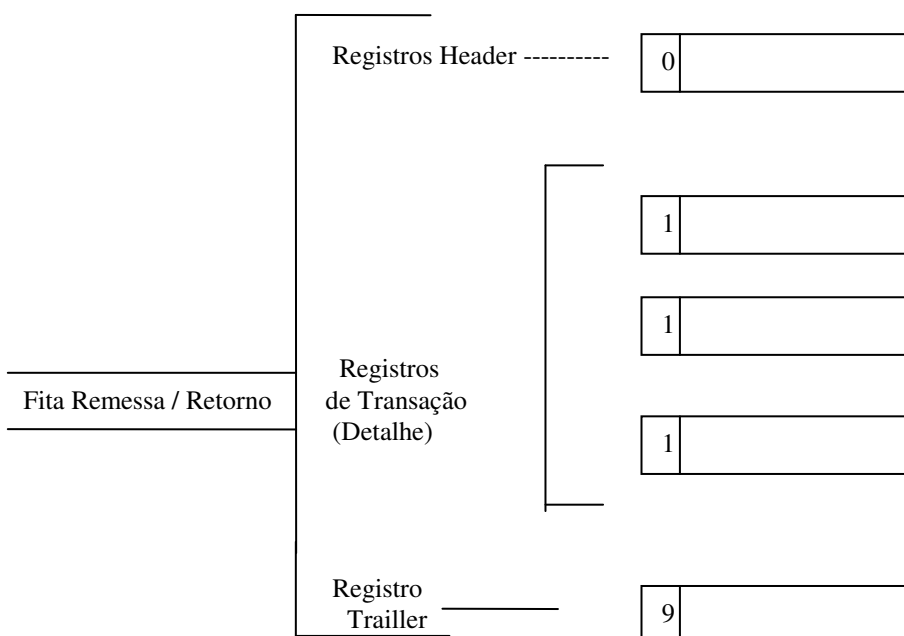 Registros Header ----------
0
1
1
Registros
de Transação
(Detalhe)
Fita Remessa / Retorno
1
Registro
Trailler
9